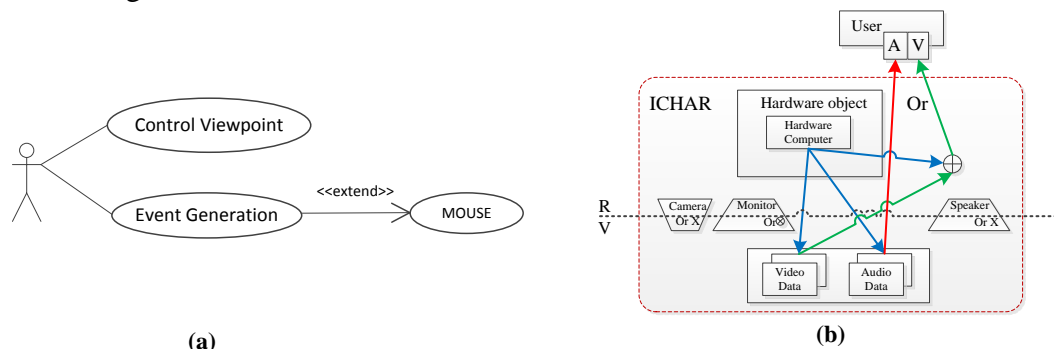 Control Viewpoint
Event Generation
<<extend>>
MOUSE
(a)
User
A V
ICHAR
Or
Hardware object
Hardware
Computer
R
V
Camera
Or X
Monitor
Or⊗
Speaker
Or X
Video
Data
Audio
Data
(b)